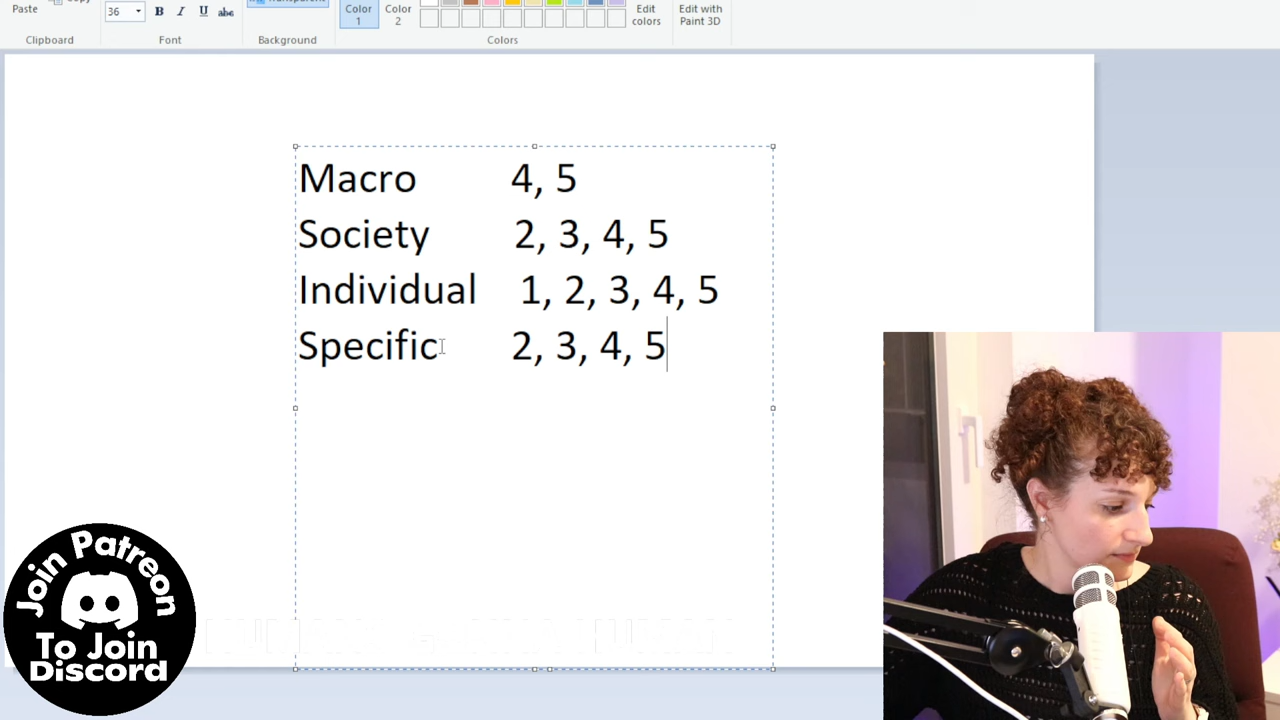 Paste
36
B I U abc
Color 1
Color 2
Edit colors
Edit with Paint 3D
Clipboard
Font
Background
Colors
Macro 4, 5
Society 2, 3, 4, 5
Individual 1, 2, 3, 4, 5
Specific 2, 3, 4, 5
Join Patreon
To Join
Discord